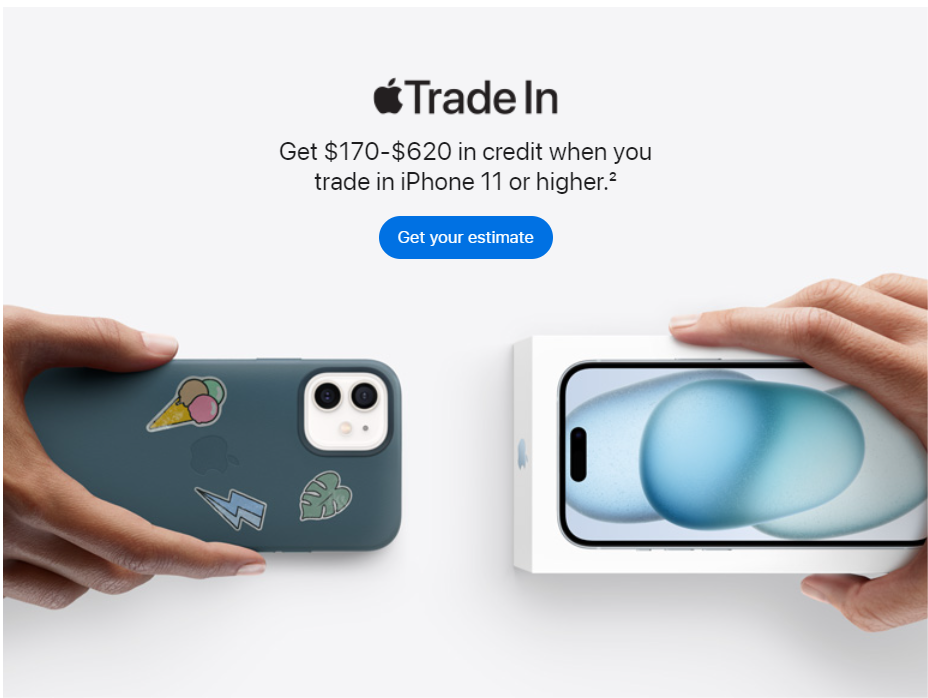 Trade In
Get $170-$620 in credit when you
trade in iPhone 11 or higher.²
Get your estimate